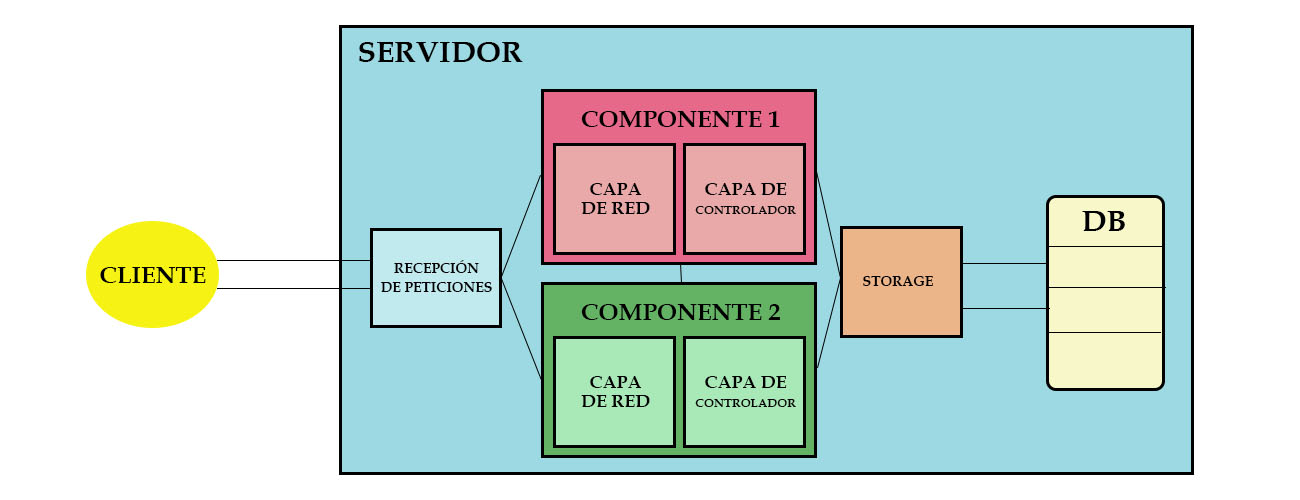 SERVIDOR
COMPONENTE 1
CAPA
DE RED
CAPA DE
CONTROLADOR
CLIENTE
RECEPCIÓN
DE PETICIONES
COMPONENTE 2
CAPA
DE RED
CAPA DE
CONTROLADOR
STORAGE
DB